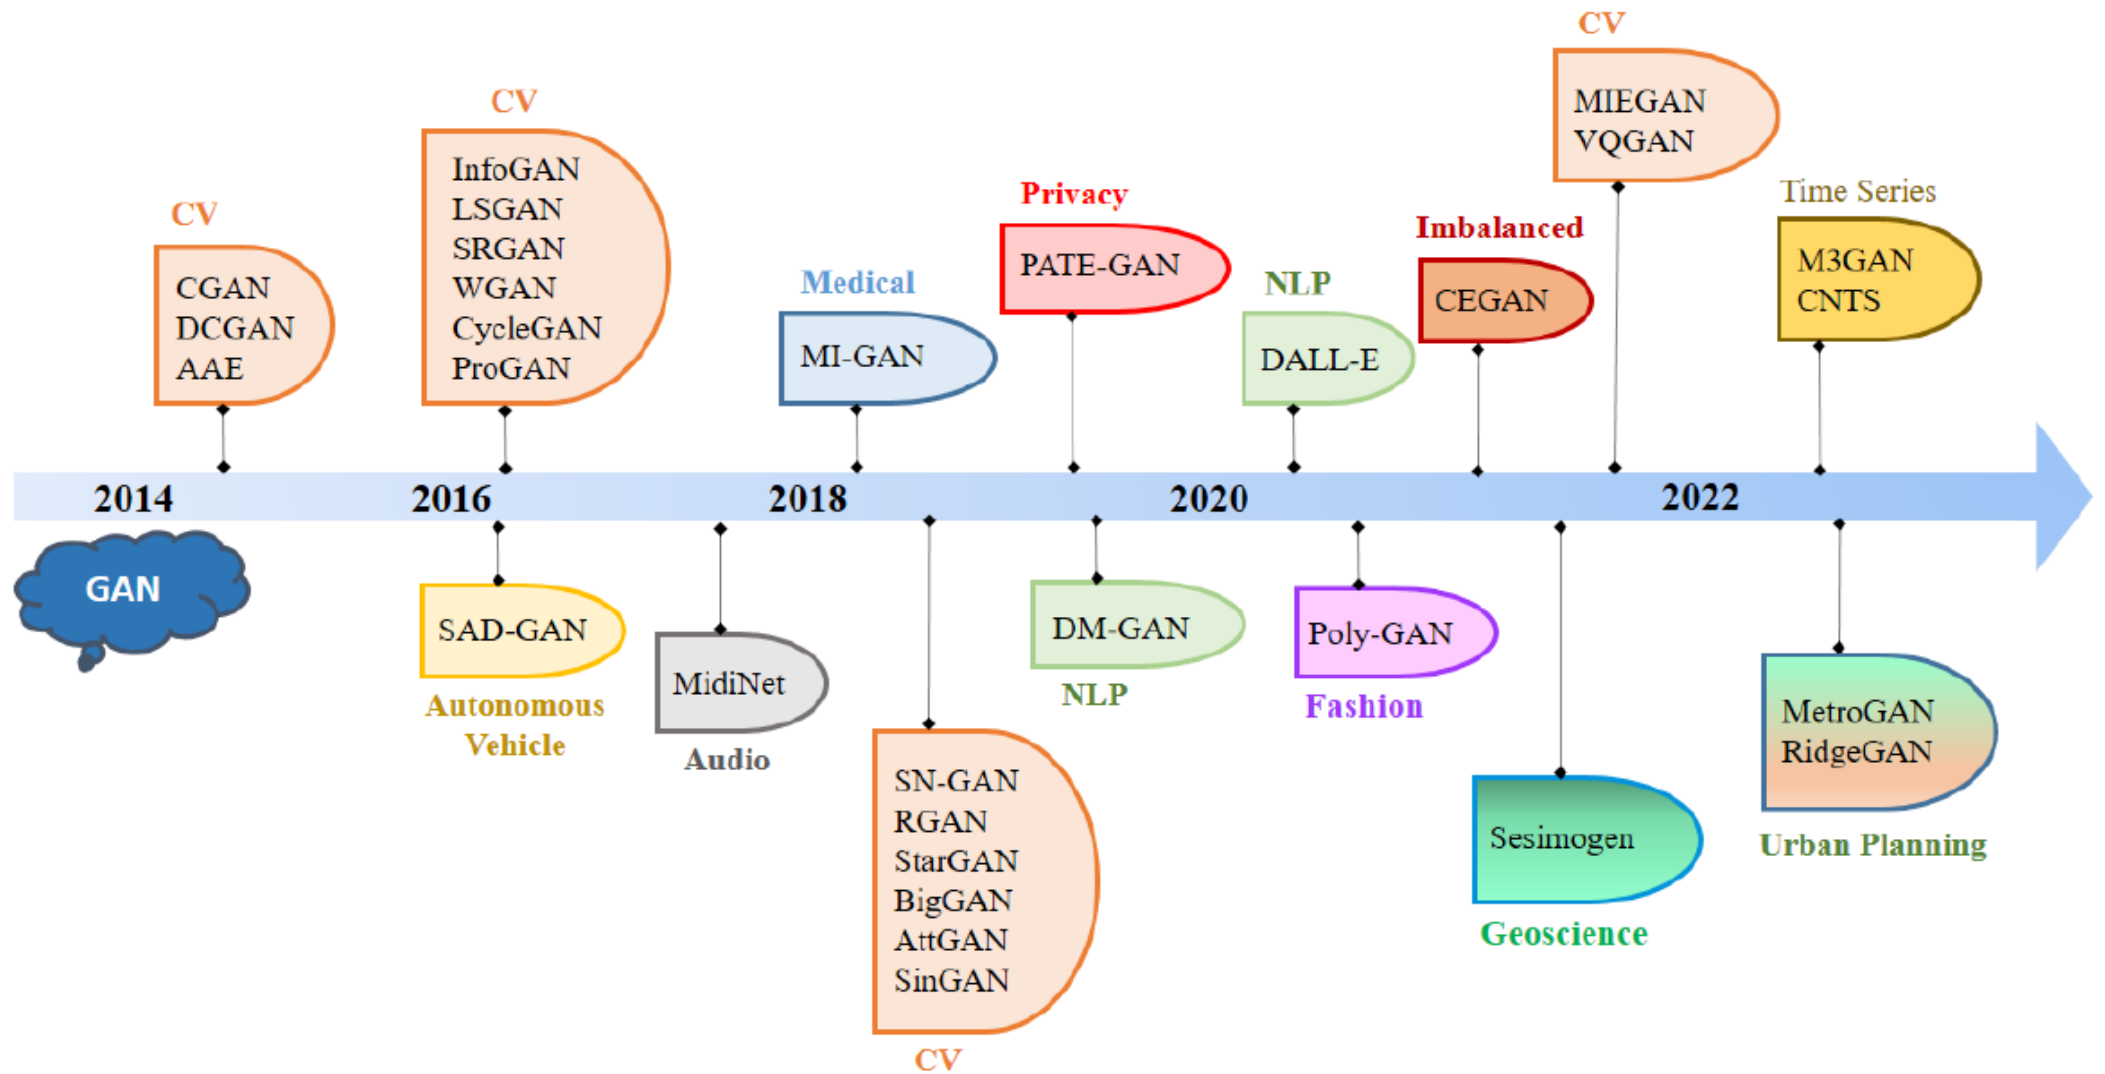 CV
CGAN
DCGAN
AAE
CV
InfoGAN
LSGAN
SRGAN
WGAN
CycleGAN
ProGAN
Medical
MI-GAN
Privacy
PATE-GAN
NLP
DALL-E
Imbalanced
CEGAN
CV
MIEGAN
VQGAN
Time Series
M3GAN
CNTS
2014
2016
2018
2020
2022
GAN
SAD-GAN
Autonomous
Vehicle
MidiNet
Audio
SN-GAN
RGAN
StarGAN
BigGAN
AttGAN
SinGAN
CV
DM-GAN
NLP
Poly-GAN
Fashion
Sesimogen
Geoscience
MetroGAN
RidgeGAN
Urban Planning